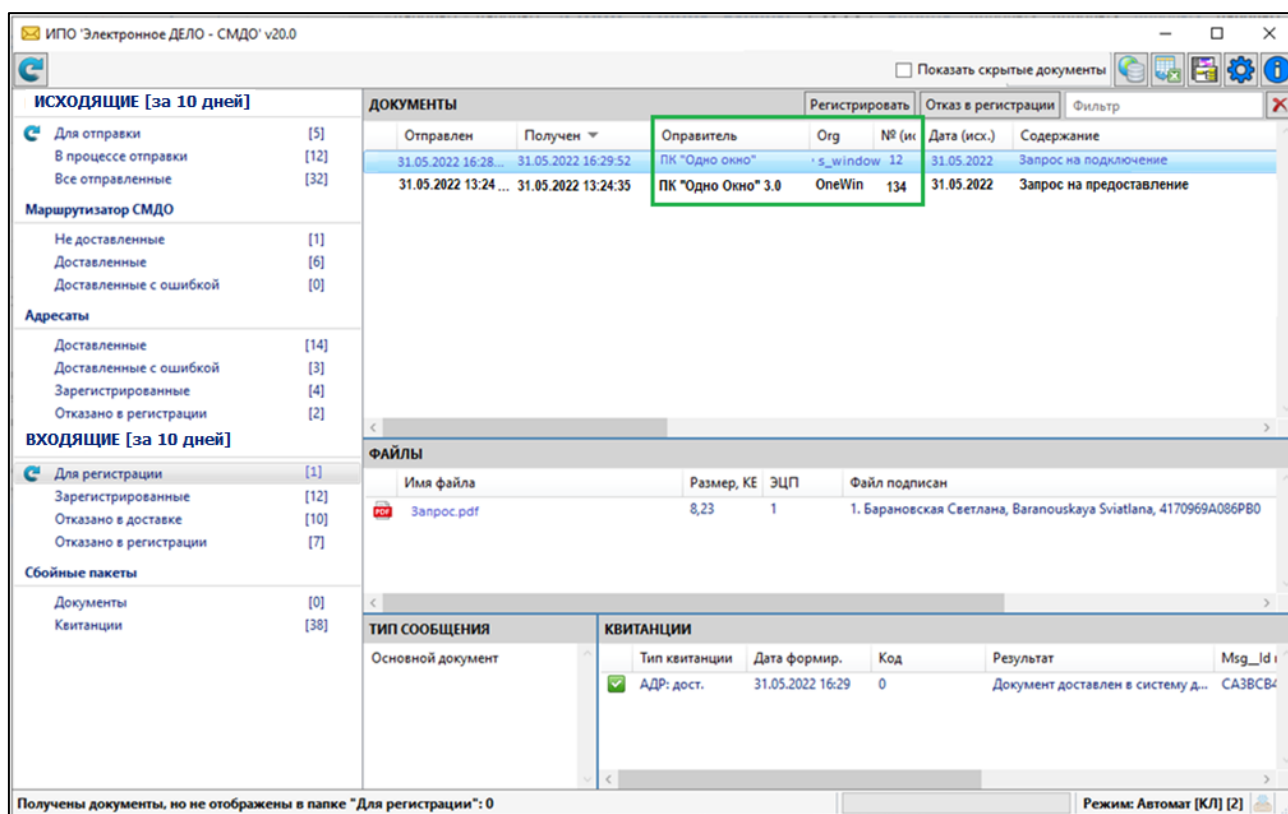 ИПО 'Электронное ДЕЛО - СМДО' v20.0
Показать скрытые документы
ИСХОДЯЩИЕ [за 10 дней]
Для отправки [5]
В процессе отправки [12]
Все отправленные [32]
Маршрутизатор СМДО
Не доставленные [1]
Доставленные [6]
Доставленные с ошибкой [0]
Адресаты
Доставленные [14]
Доставленные с ошибкой [3]
Зарегистрированные [4]
Отказано в регистрации [2]
ВХОДЯЩИЕ [за 10 дней]
Для регистрации [1]
Зарегистрированные [12]
Отказано в доставке [10]
Отказано в регистрации [7]
Сбойные пакеты
Документы [0]
Квитанции [38]
ДОКУМЕНТЫ Регистрировать Отказ в регистрации Фильтр
Отправлен Получен Оправитель Org № (ис Дата (исх.) Содержание
31.05.2022 16:28... 31.05.2022 16:29:52 ПК "Одно окно" s_window 12 31.05.2022 Запрос на подключение
31.05.2022 13:24 ... 31.05.2022 13:24:35 ПК "Одно Окно" 3.0 OneWin 134 31.05.2022 Запрос на предоставление
ФАЙЛЫ
Имя файла Размер, КБ ЭЦП Файл подписан
PDF Запрос.pdf 8,23 1 1. Барановская Светлана, Baranouskaya Sviatlana, 4170969A086PB0
ТИП СООБЩЕНИЯ
Основной документ
КВИТАНЦИИ
Тип квитанции Дата формир. Код Результат Msg_Id
АДР: дост. 31.05.2022 16:29 0 Документ доставлен в систему д... CA3BCB4
Получены документы, но не отображены в папке "Для регистрации": 0 Режим: Автомат [КЛ] [2]